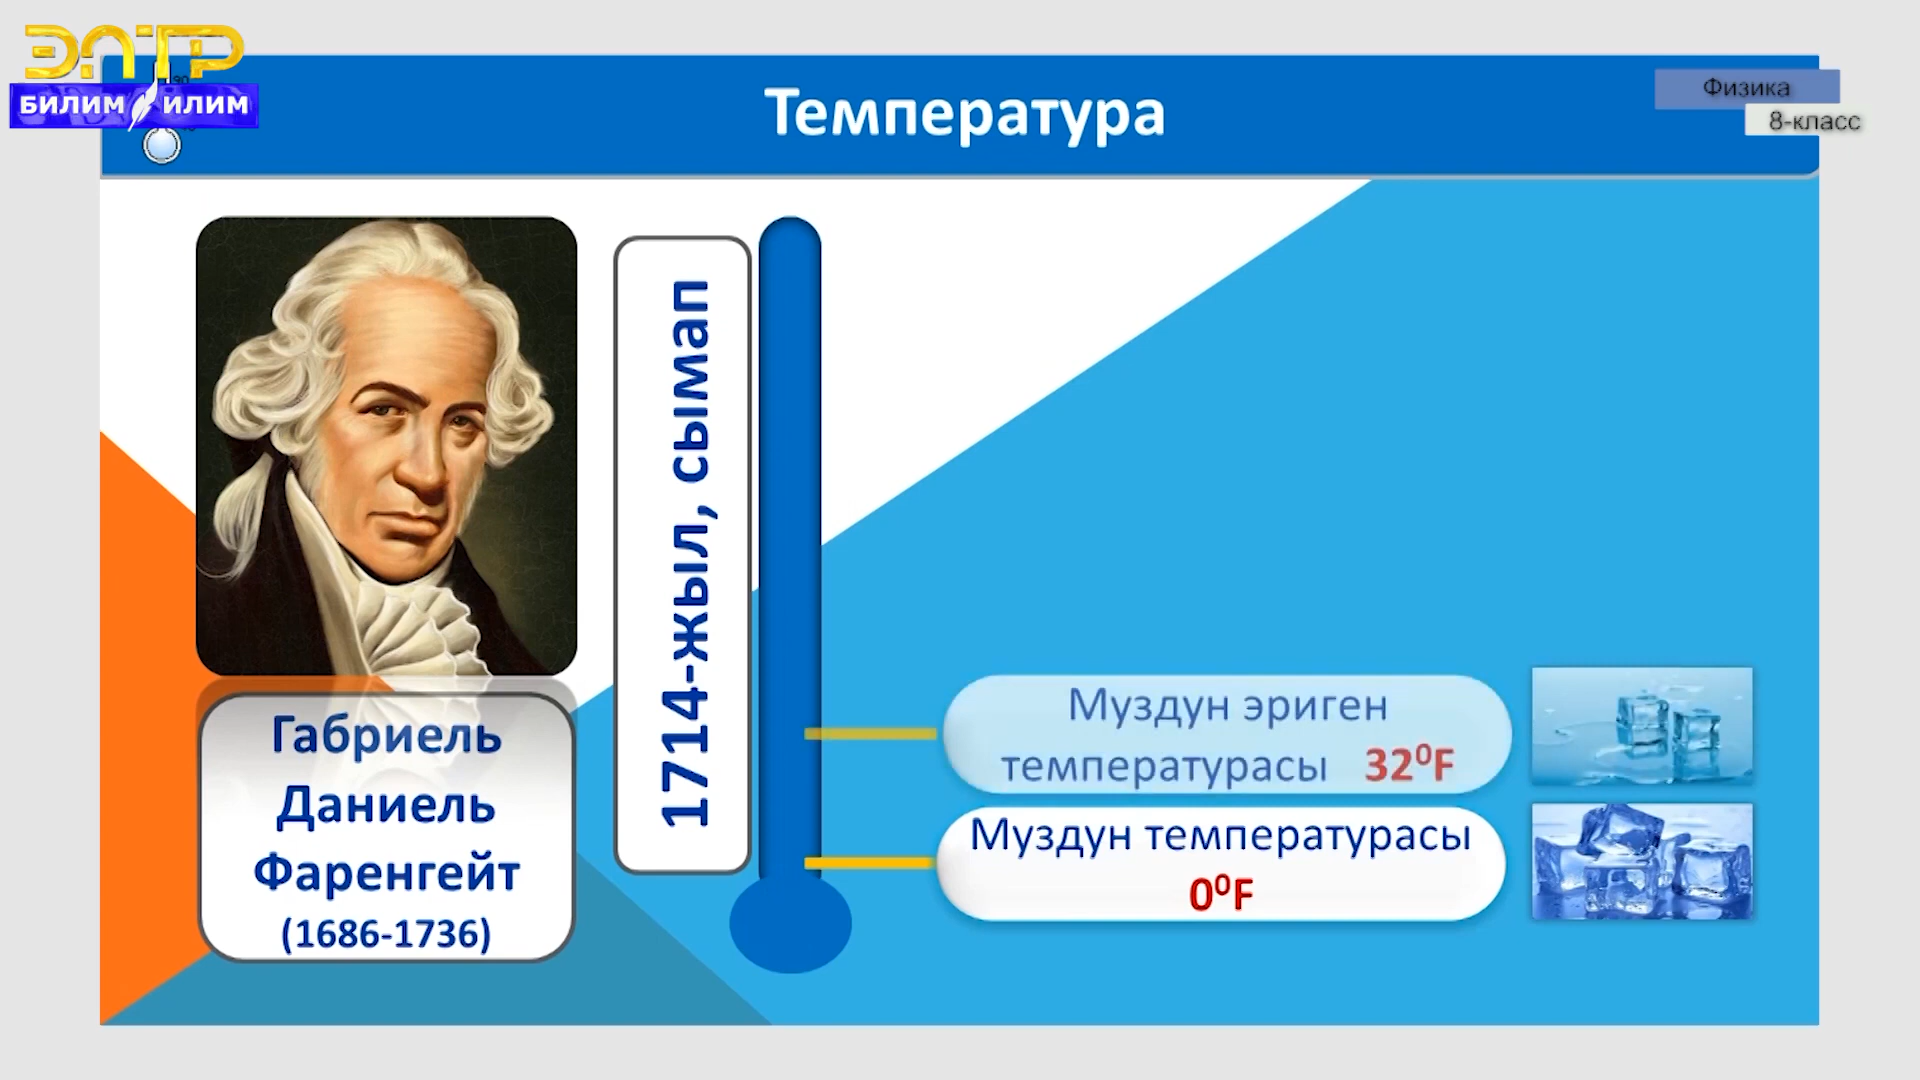 ЭЛТР
БИЛИМ ИЛИМ
Температура
Физика
8-класс
1714-жыл, сымап
Габриель
Даниель
Фаренгейт
(1686-1736)
Муздун эриген
температурасы 32⁰F
Муздун температурасы
0⁰F